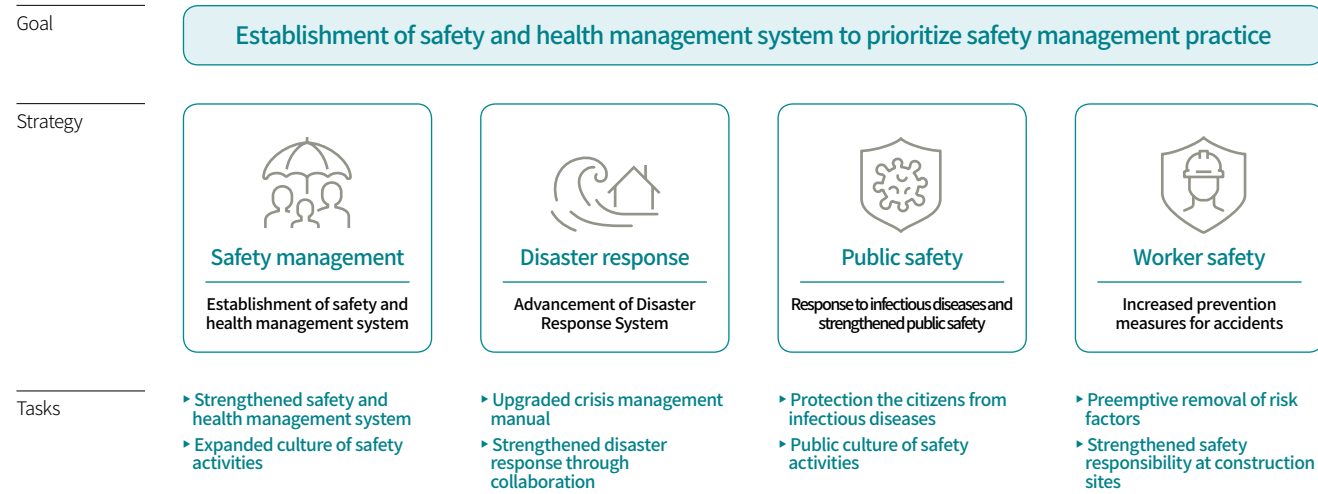 Goal
Establishment of safety and health management system to prioritize safety management practice
Strategy
Safety management
Establishment of safety and
health management system
Disaster response
Advancement of Disaster
Response System
Public safety
Response to infectious diseases and
strengthened public safety
Worker safety
Increased prevention
measures for accidents
Tasks
▸ Strengthened safety and
health management system
▸ Expanded culture of safety
activities
▸ Upgraded crisis management
manual
▸ Strengthened disaster
response through
collaboration
▸ Protection the citizens from
infectious diseases
▸ Public culture of safety
activities
▸ Preemptive removal of risk
factors
▸ Strengthened safety
responsibility at construction
sites